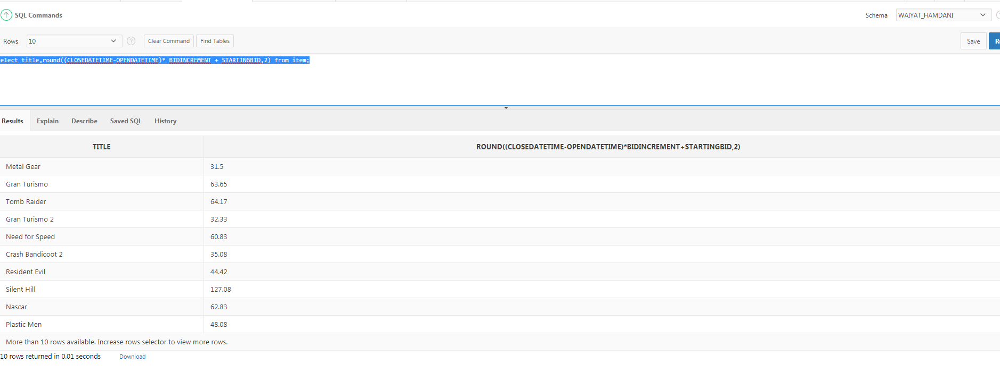 SQL Commands
Schema WAIYAT_HAMDANI
Rows 10 ? Clear Command Find Tables Save
elect title,round((CLOSEDATETIME-OPENDATETIME)* BIDINCREMENT + STARTINGBID,2) from item;
Results Explain Describe Saved SQL History
TITLE ROUND((CLOSEDATETIME-OPENDATETIME)*BIDINCREMENT+STARTINGBID,2)
Metal Gear 31.5
Gran Turismo 63.65
Tomb Raider 64.17
Gran Turismo 2 32.33
Need for Speed 60.83
Crash Bandicoot 2 35.08
Resident Evil 44.42
Silent Hill 127.08
Nascar 62.83
Plastic Men 48.08
More than 10 rows available. Increase rows selector to view more rows.
10 rows returned in 0.01 seconds Download